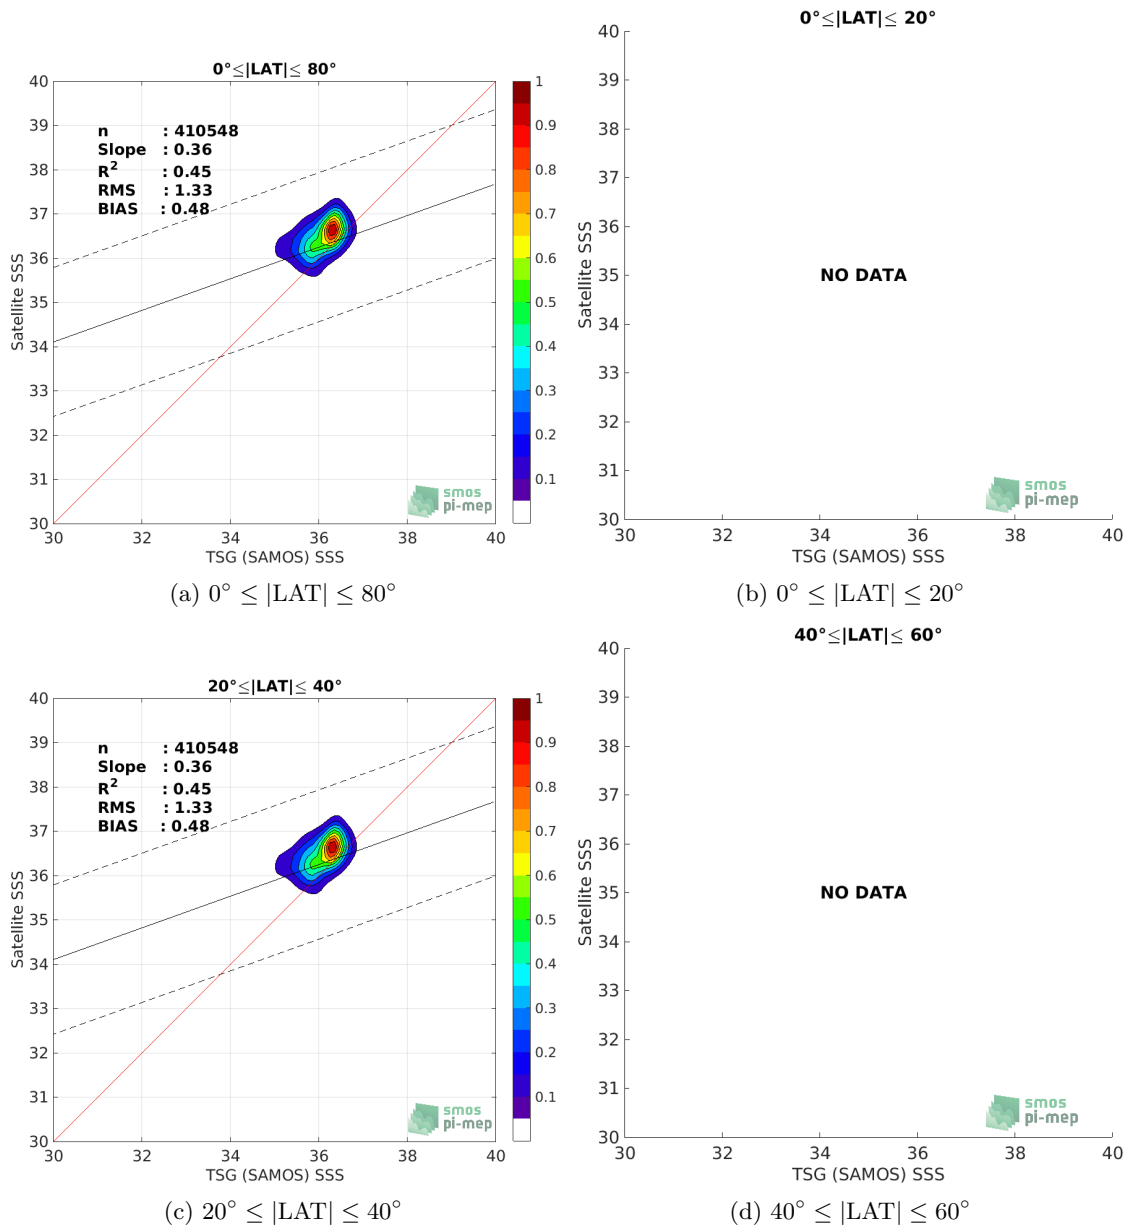 0°≤|LAT|≤ 80°
40
39
38
37
36
35
34
33
32
31
30
Satellite SSS
n : 410548
Slope : 0.36
R² : 0.45
RMS : 1.33
BIAS : 0.48
smos
pi-mep
30 32 34 36 38 40
TSG (SAMOS) SSS
1
0.9
0.8
0.7
0.6
0.5
0.4
0.3
0.2
0.1
(a) 0° ≤ |LAT| ≤ 80°
0°≤|LAT|≤ 20°
40
39
38
37
36
35
34
33
32
31
30
Satellite SSS
NO DATA
smos
pi-mep
30 32 34 36 38 40
TSG (SAMOS) SSS
(b) 0° ≤ |LAT| ≤ 20°
20°≤|LAT|≤ 40°
40
39
38
37
36
35
34
33
32
31
30
Satellite SSS
n : 410548
Slope : 0.36
R² : 0.45
RMS : 1.33
BIAS : 0.48
smos
pi-mep
30 32 34 36 38 40
TSG (SAMOS) SSS
1
0.9
0.8
0.7
0.6
0.5
0.4
0.3
0.2
0.1
(c) 20° ≤ |LAT| ≤ 40°
40°≤|LAT|≤ 60°
40
39
38
37
36
35
34
33
32
31
30
Satellite SSS
NO DATA
smos
pi-mep
30 32 34 36 38 40
TSG (SAMOS) SSS
(d) 40° ≤ |LAT| ≤ 60°